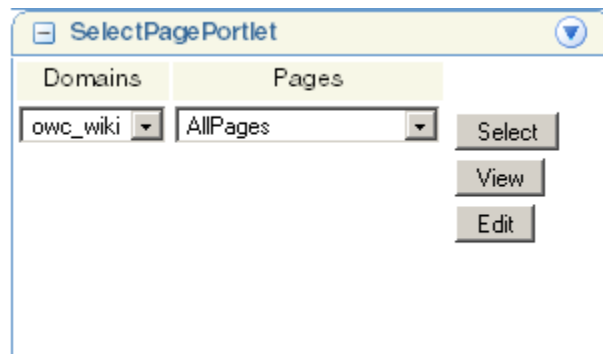 SelectPagePortlet
Domains Pages
owc_wiki AllPages Select
View
Edit